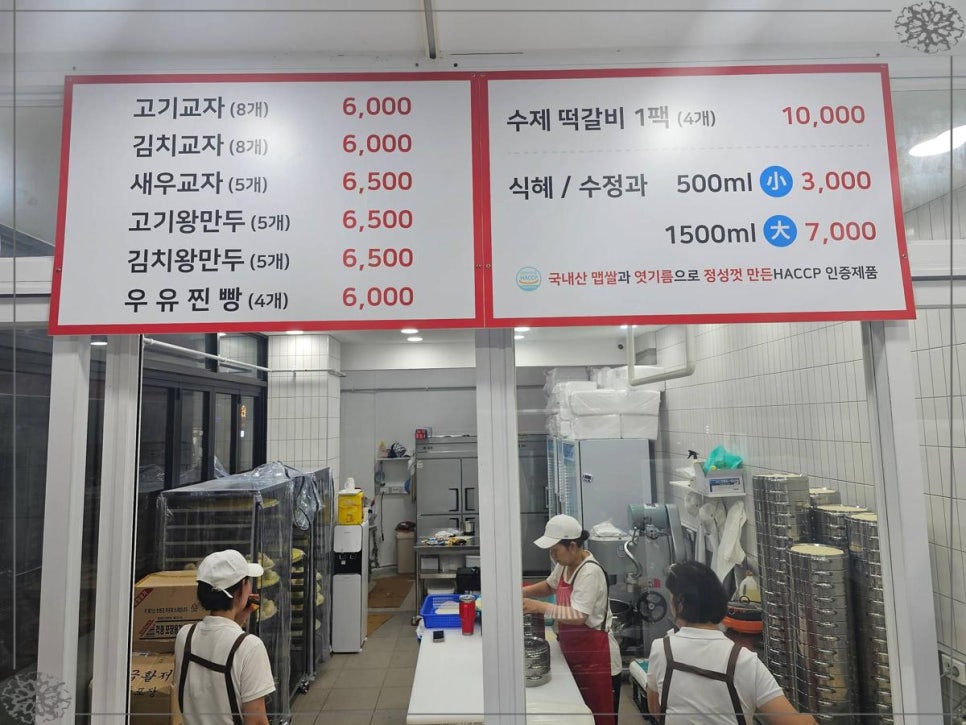 고기교자 (8개) 6,000
김치교자 (8개) 6,000
새우교자 (5개) 6,500
고기왕만두 (5개) 6,500
김치왕만두 (5개) 6,500
우유찐빵 (4개) 6,000
수제 떡갈비 1팩 (4개) 10,000
식혜 / 수정과 500ml 小 3,000
1500ml 大 7,000
HACCP 국내산 맵쌀과 엿기름으로 정성껏 만든HACCP 인증제품